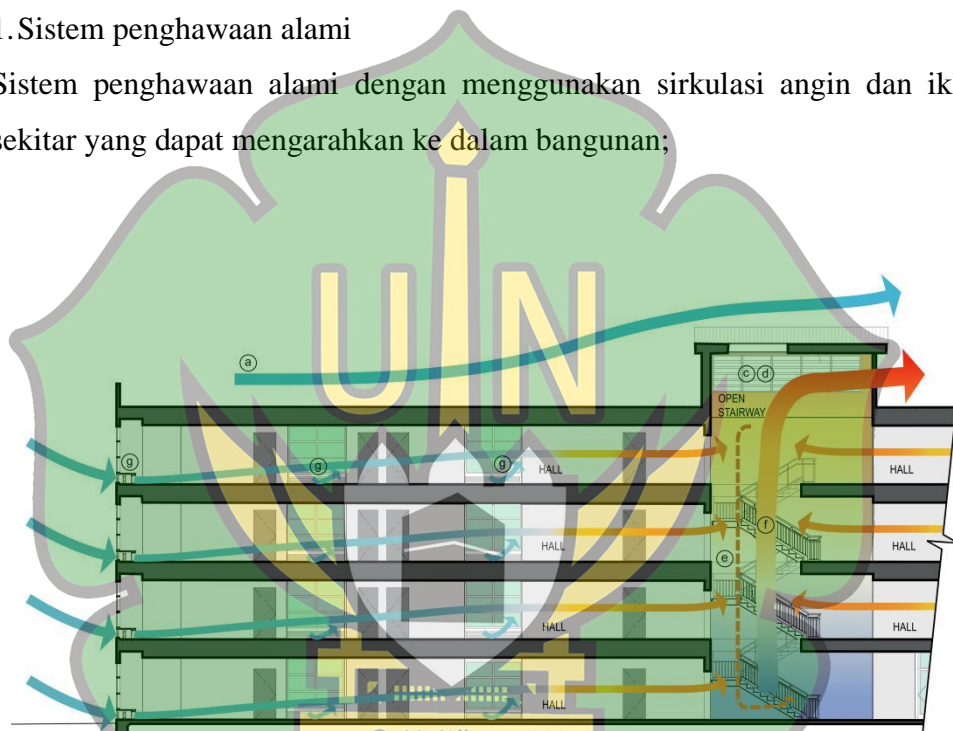 1. Sistem penghawaan alami
Sistem penghawaan alami dengan menggunakan sirkulasi angin dan ik
sekitar yang dapat mengarahkan ke dalam bangunan;
UIN
a
c d
OPEN
STAIRWAY
g g g HALL HALL
f
HALL HALL
e
HALL HALL
HALL